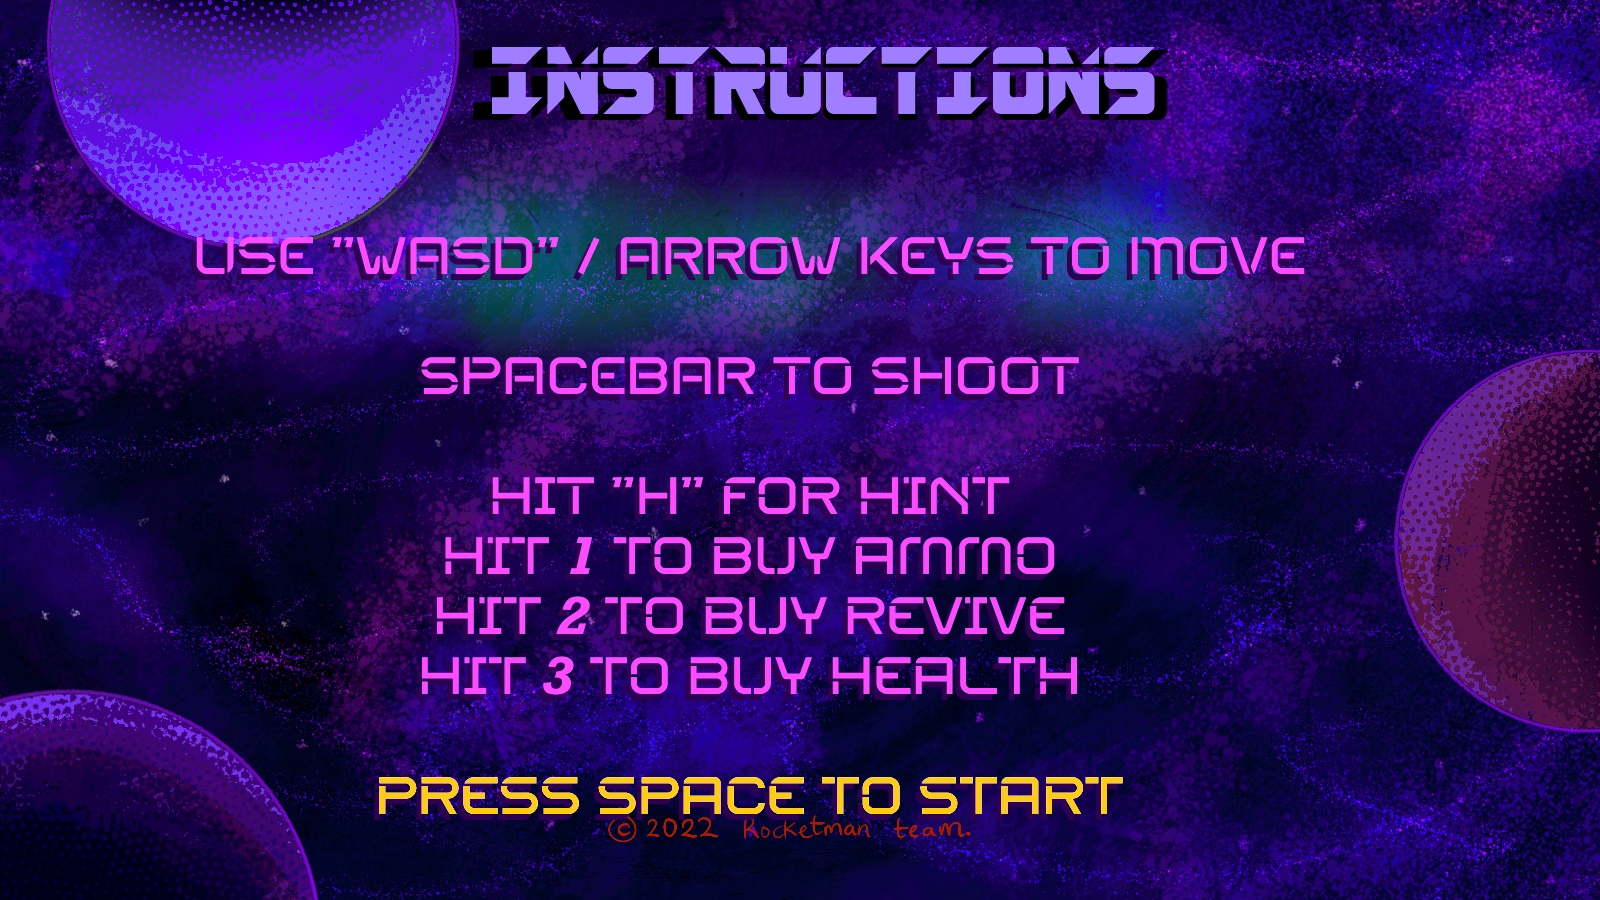 INSTRUCTIONS
USE "WASD" / ARROW KEYS TO MOVE
SPACEBAR TO SHOOT
HIT "H" FOR HINT
HIT 1 TO BUY AMMO
HIT 2 TO BUY REVIVE
HIT 3 TO BUY HEALTH
PRESS SPACE TO START
© 2022 Rocketman team.